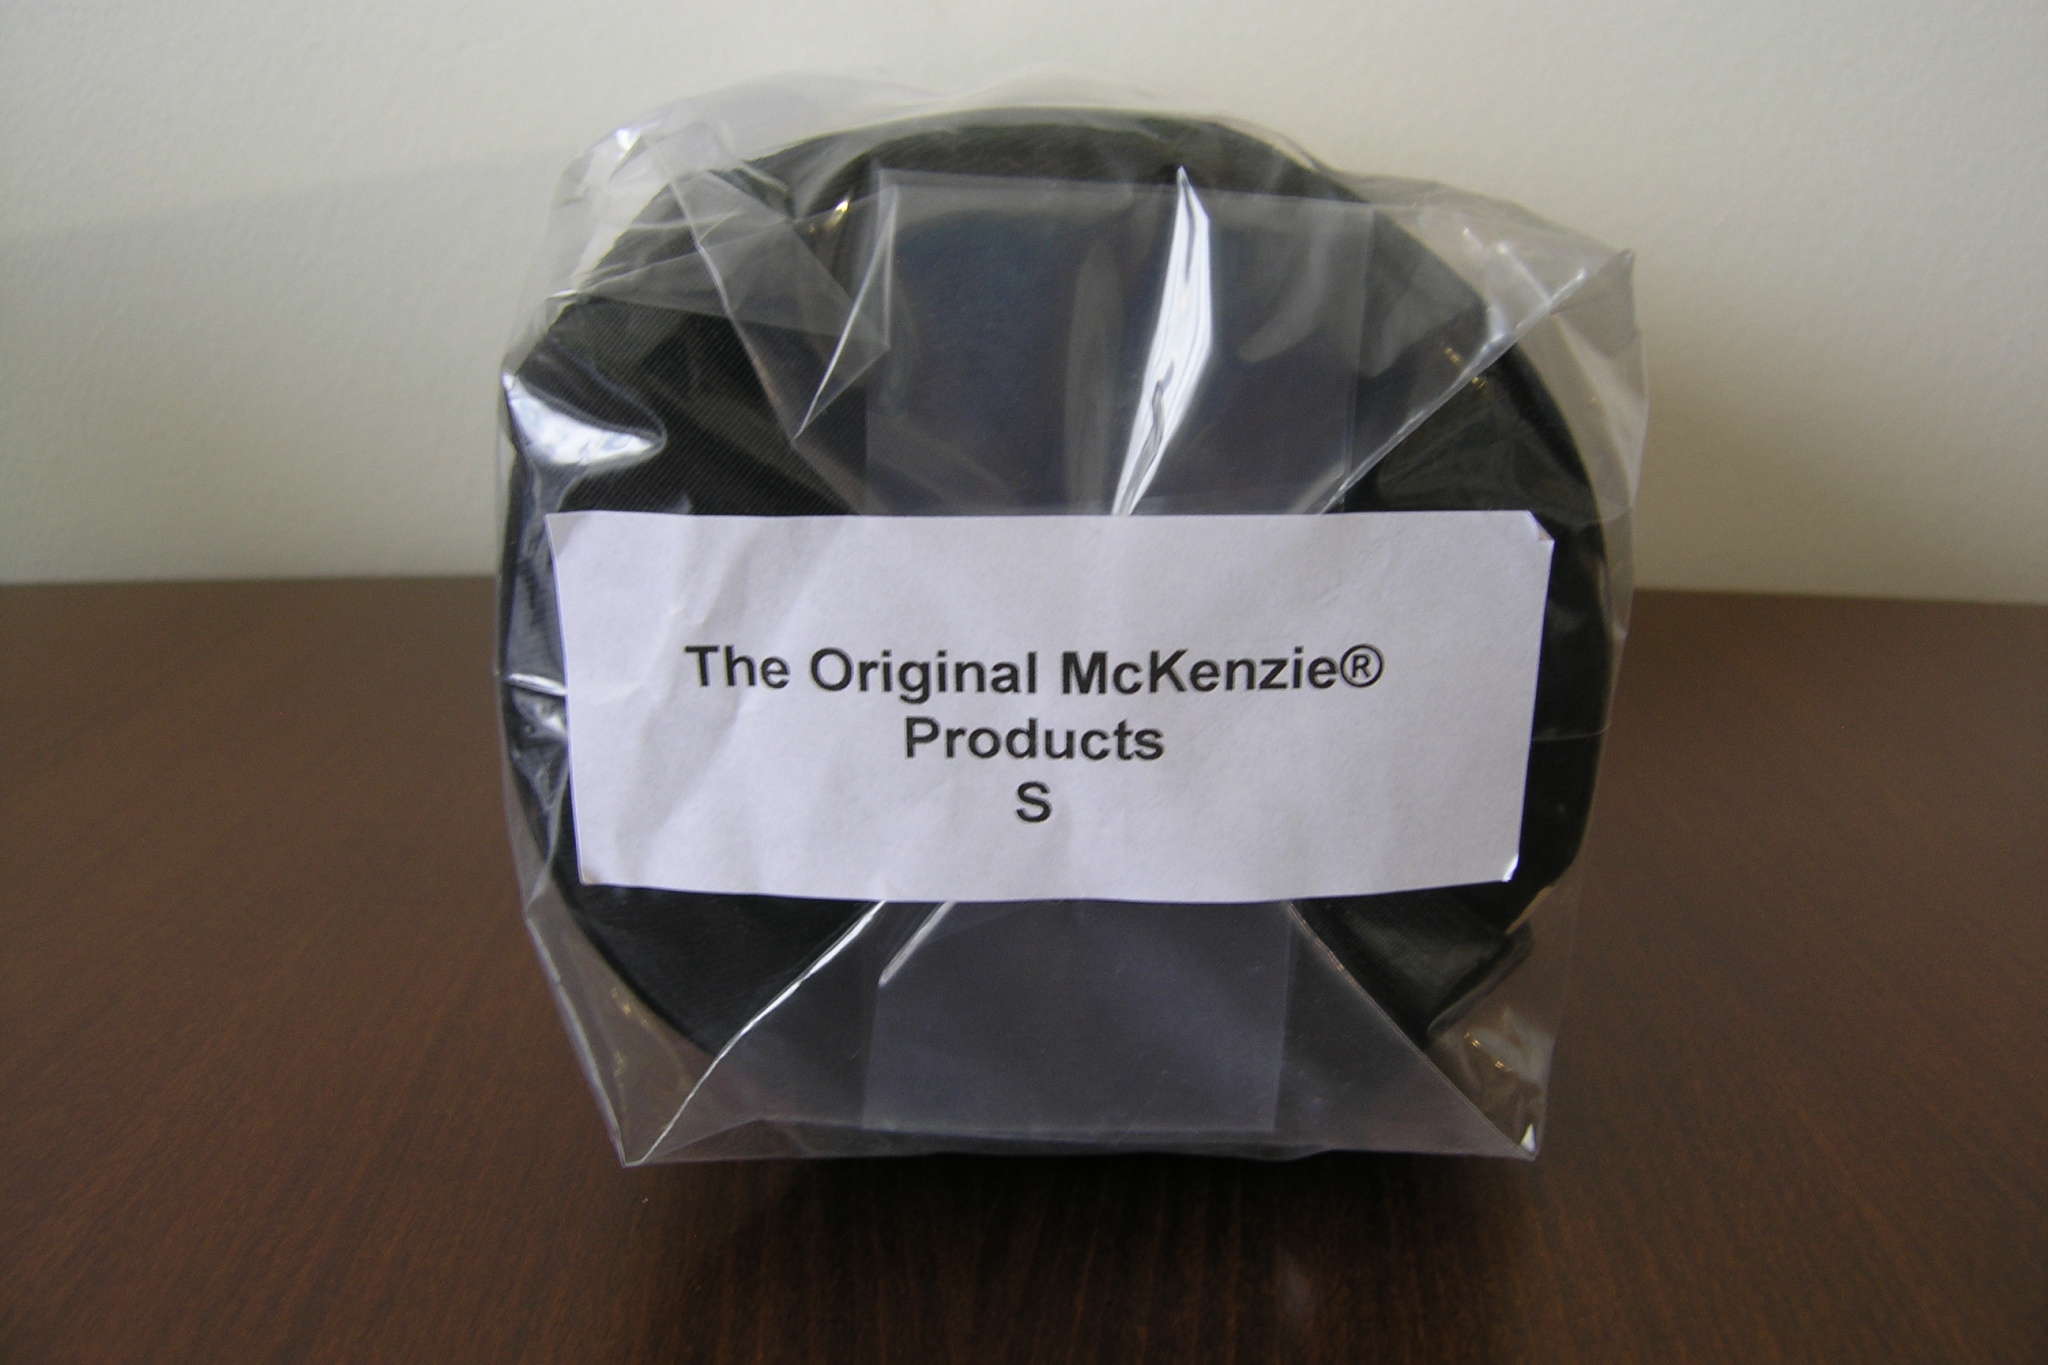 The Original McKenzie®
Products
S